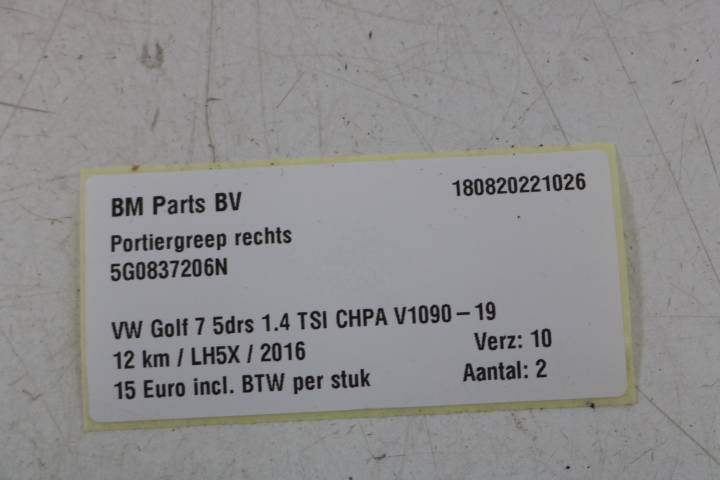 BM Parts BV
180820221026
Portiergreep rechts
5G0837206N
VW Golf 7 5drs 1.4 TSI CHPA V1090-19
12 km / LH5X / 2016
Verz: 10
15 Euro incl. BTW per stuk
Aantal: 2